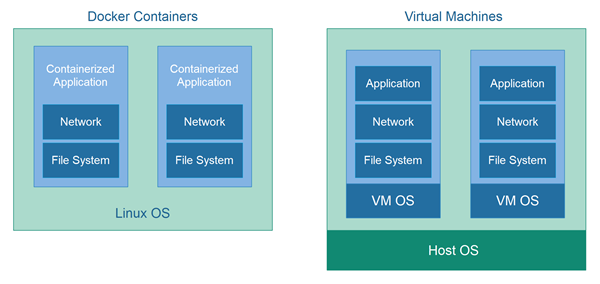 Docker Containers
Containerized
Application
Network
File System
Containerized
Application
Network
File System
Linux OS
Virtual Machines
Application
Network
File System
VM OS
Application
Network
File System
VM OS
Host OS